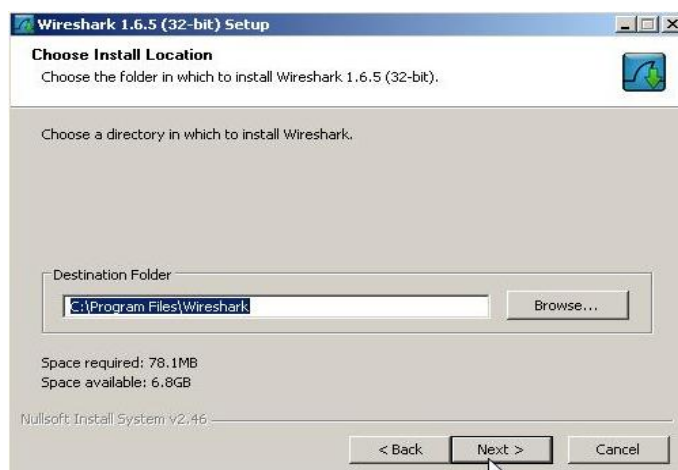 Wireshark 1.6.5 (32-bit) Setup
Choose Install Location
Choose the folder in which to install Wireshark 1.6.5 (32-bit).
Choose a directory in which to install Wireshark.
Destination Folder
C:\Program Files\Wireshark
Browse...
Space required: 78.1MB
Space available: 6.8GB
Nullsoft Install System v2.46
< Back
Next >
Cancel